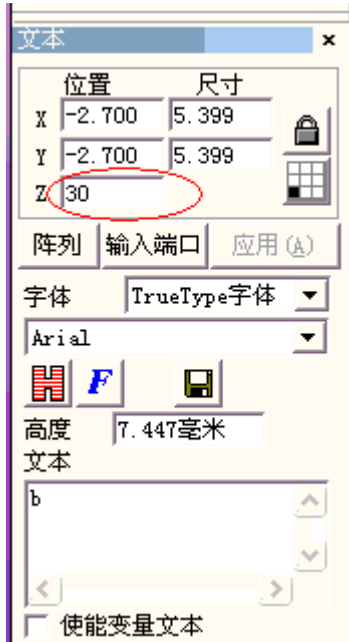 文本
位置 尺寸
X -2.700 5.399
Y -2.700 5.399
Z 30
阵列 输入端口 应用(A)
字体 TrueType字体
Arial
F
高度 7.447毫米
文本
b
使能变量文本